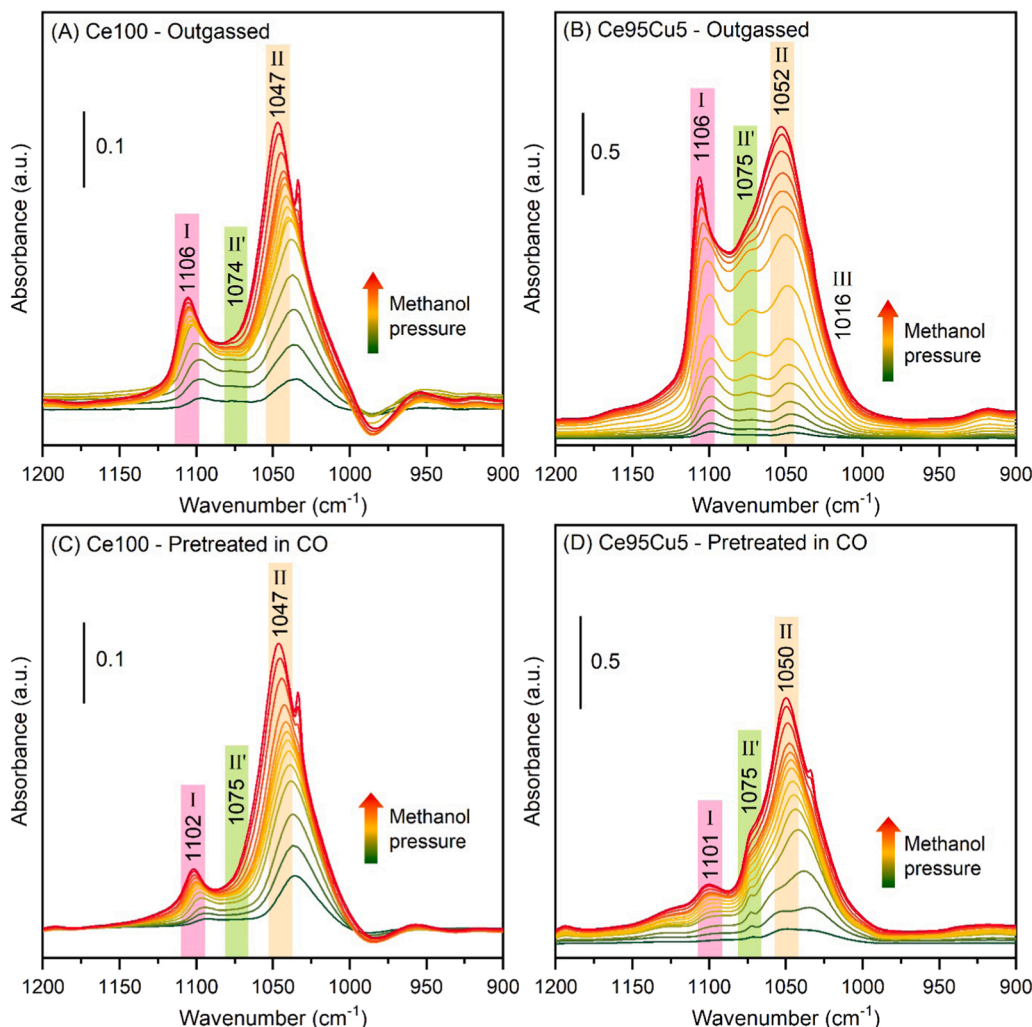 (A) Ce100 - Outgassed
II
1047
0.1
I
1106
II'
1074
Methanol
pressure
Absorbance (a.u.)
1200 1150 1100 1050 1000 950 900
Wavenumber (cm-1)
(B) Ce95Cu5 - Outgassed
II
1052
I
1106
II'
1075
0.5
III
1016
Methanol
pressure
Absorbance (a.u.)
1200 1150 1100 1050 1000 950 900
Wavenumber (cm-1)
(C) Ce100 - Pretreated in CO
II
1047
0.1
II'
1075
I
1102
Methanol
pressure
Absorbance (a.u.)
1200 1150 1100 1050 1000 950 900
Wavenumber (cm-1)
(D) Ce95Cu5 - Pretreated in CO
II
1050
0.5
II'
1075
I
1101
Methanol
pressure
Absorbance (a.u.)
1200 1150 1100 1050 1000 950 900
Wavenumber (cm-1)